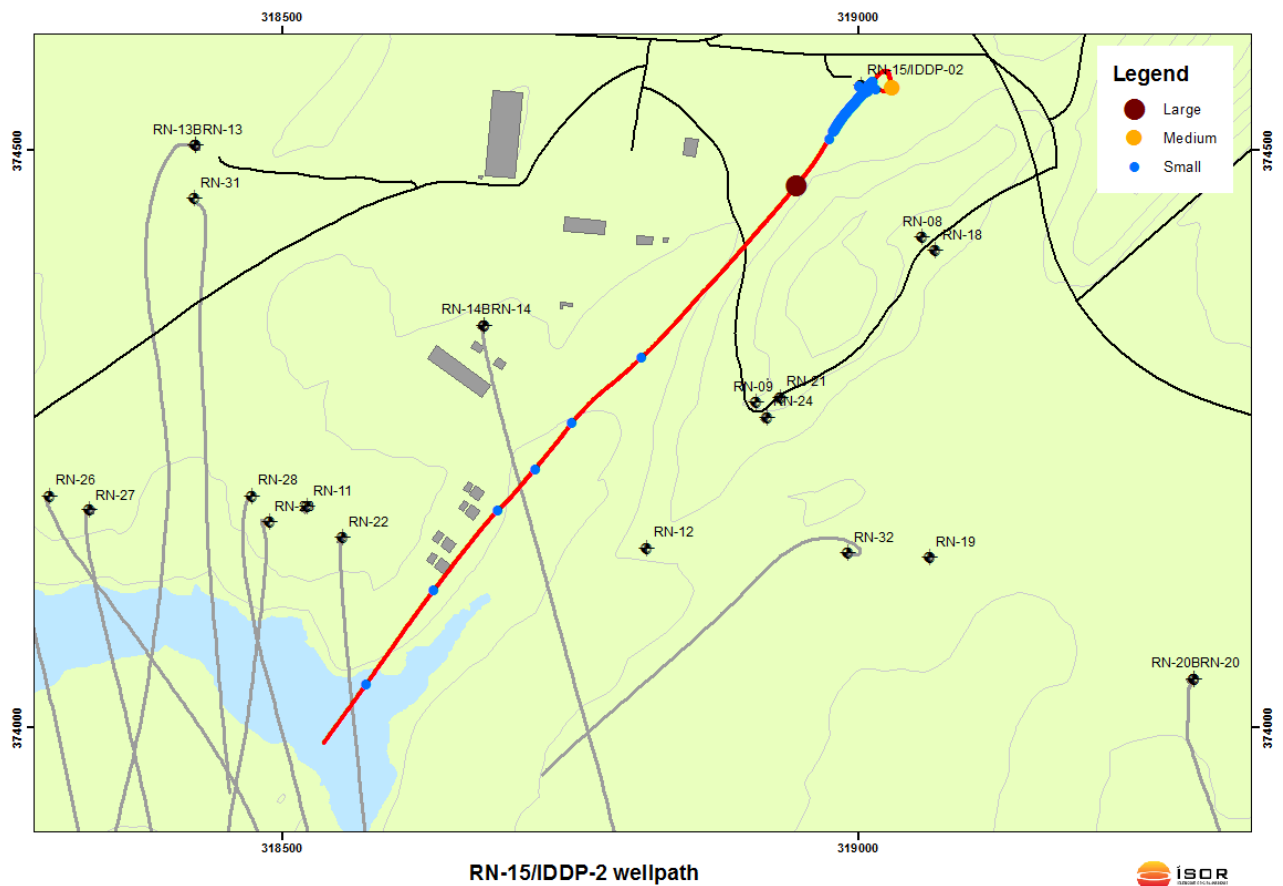 318500
319000
RN-15/IDDP-02
Legend
Large
Medium
Small
RN-13BRN-13
374500
374500
RN-31
RN-08
RN-18
RN-14BRN-14
RN-09
RN-21
RN-24
RN-26
RN-27
RN-28
RN-11
RN-22
RN-12
RN-32
RN-19
RN-20BRN-20
374000
374000
318500
319000
RN-15/IDDP-2 wellpath
ÍSOR